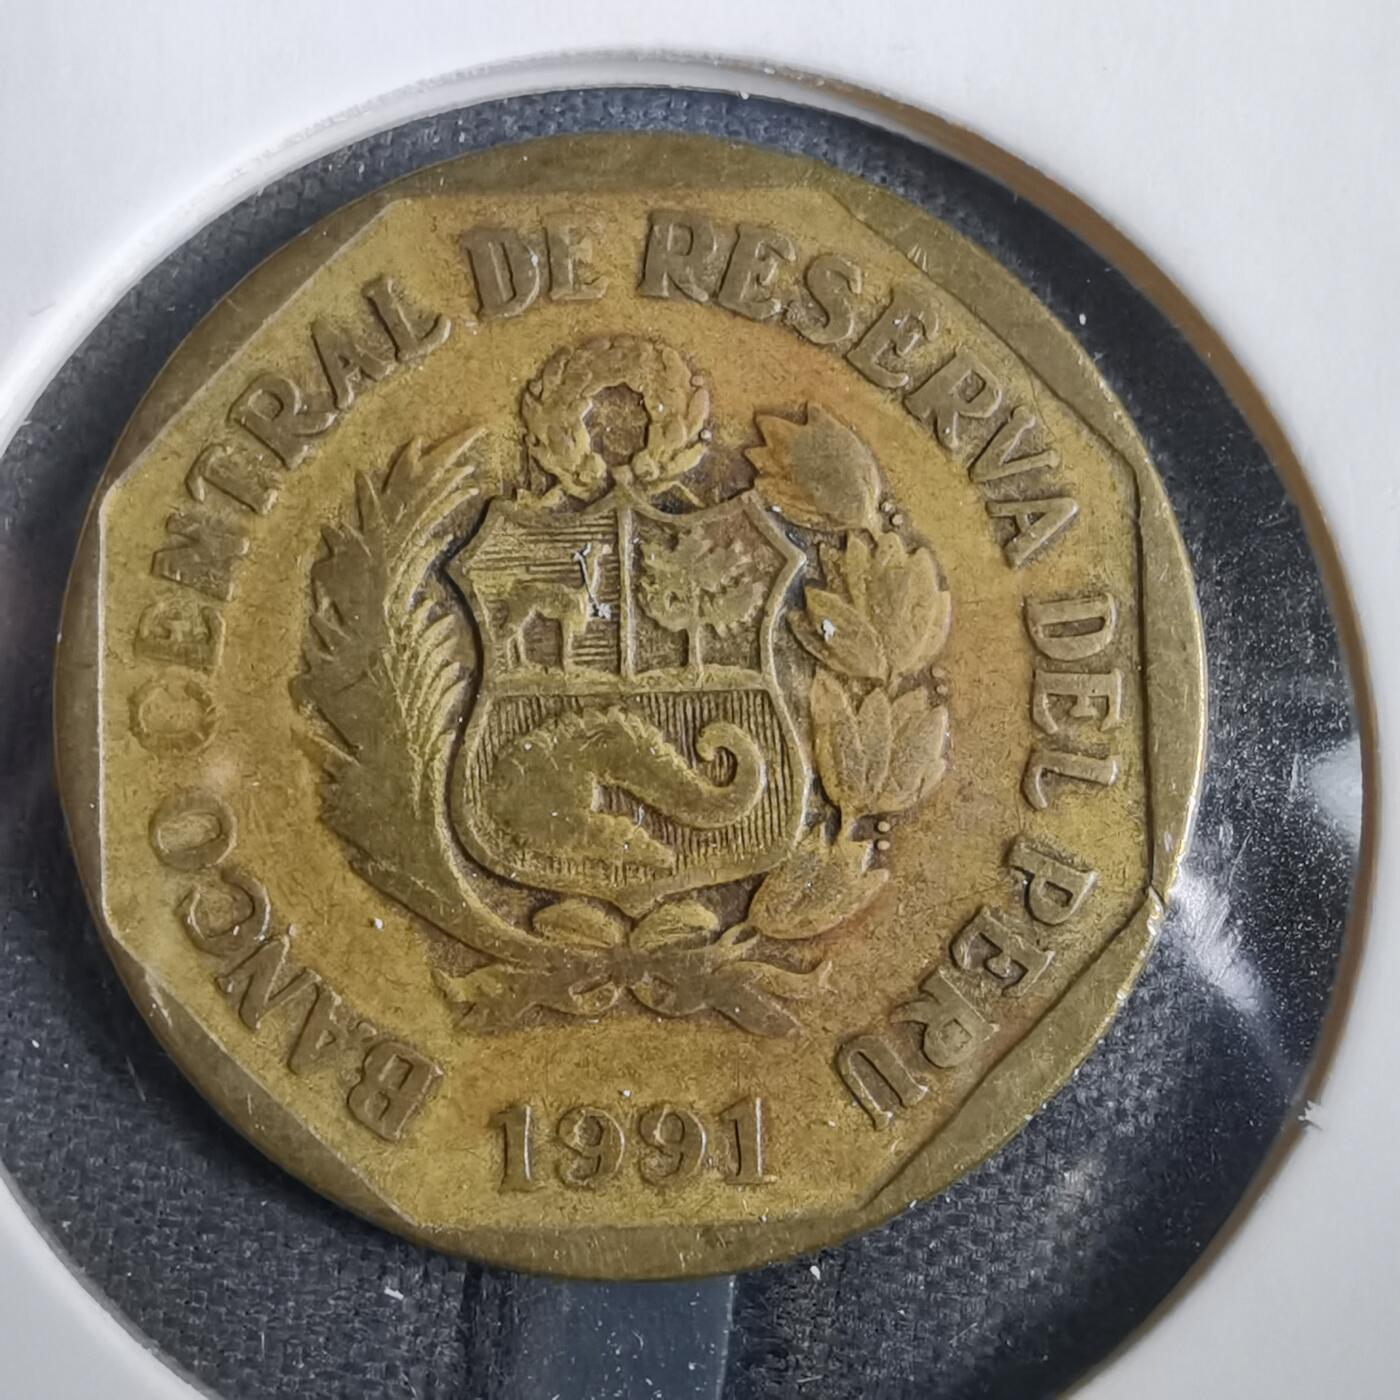 BANCO CENTRAL DE RESERVA DEL PERU
1991